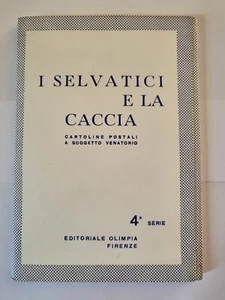 I SELVATICI
E LA
CACCIA
CARTOLINE POSTALI
A SOGGETTO VENATORIO
4ª SERIE
EDITORIALE OLIMPIA
FIRENZE